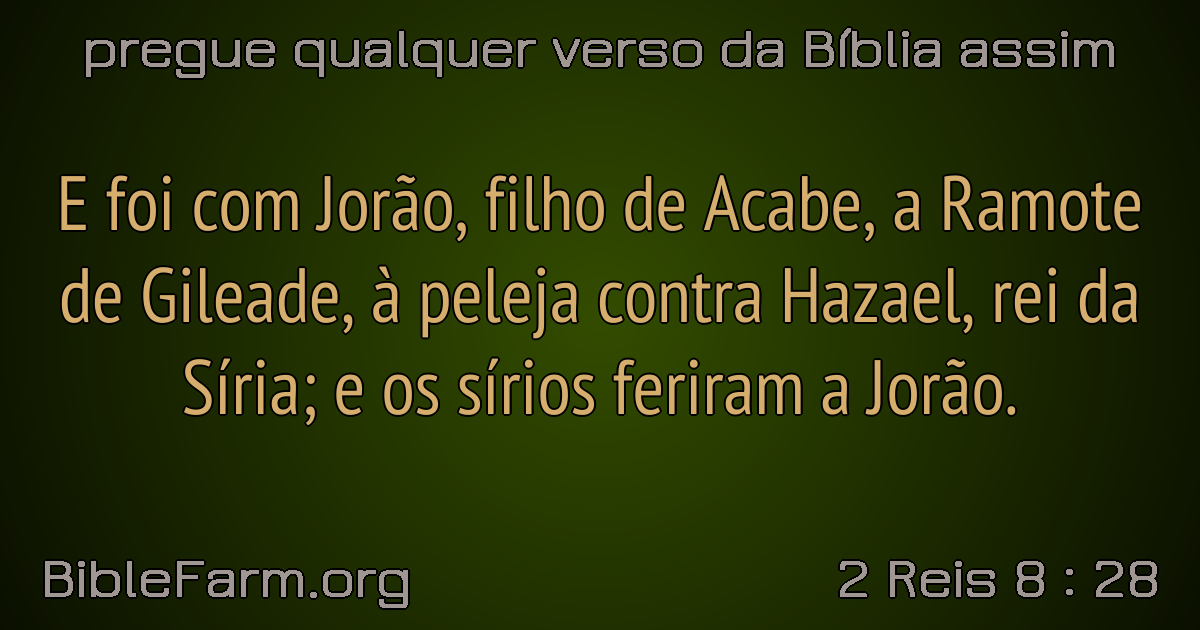 pregue qualquer verso da Bíblia assim
E foi com Jorão, filho de Acabe, a Ramote
de Gileade, à peleja contra Hazael, rei da
Síria; e os sírios feriram a Jorão.
BibleFarm.org
2 Reis 8 : 28